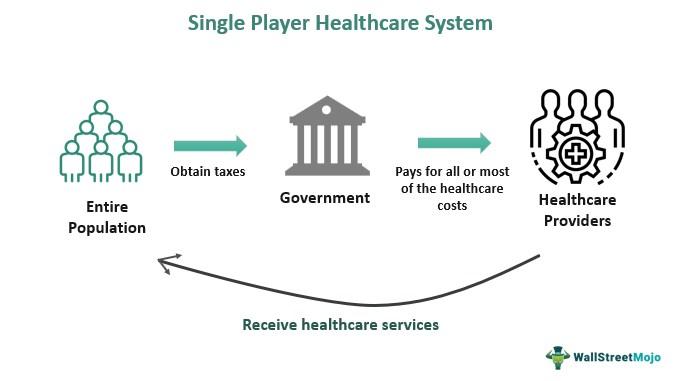 Single Player Healthcare System
Obtain taxes
Pays for all or most
of the healthcare
costs
Entire
Population
Government
Healthcare
Providers
Receive healthcare services
WallStreetMojo